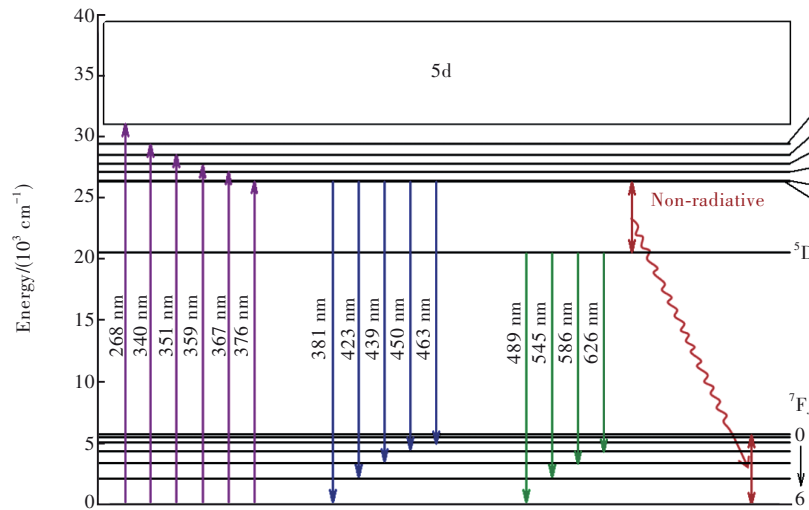 40
5d
35
30
Energy/(10³ cm⁻¹)
25
Non-radiative
20
⁵D
15
268 nm
340 nm
351 nm
359 nm
367 nm
376 nm
381 nm
423 nm
439 nm
450 nm
463 nm
489 nm
545 nm
586 nm
626 nm
10
⁷F
5
0
0
6